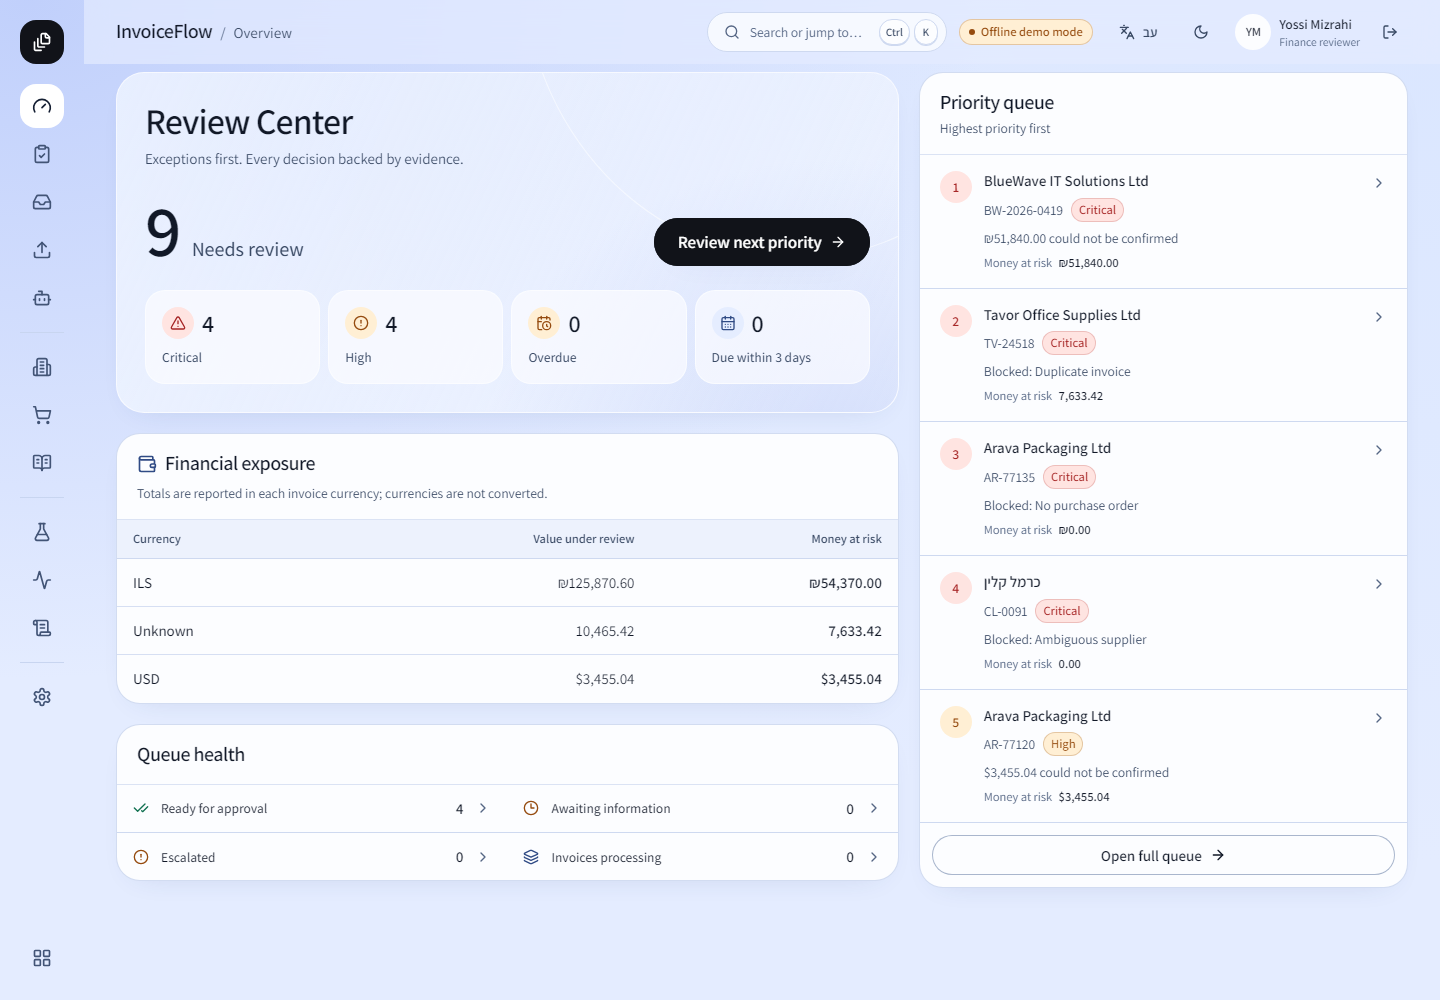 InvoiceFlow / Overview
Search or jump to… Ctrl K
Offline demo mode
עב
YM
Yossi Mizrahi
Finance reviewer
Review Center
Exceptions first. Every decision backed by evidence.
9 Needs review
Review next priority
4
Critical
4
High
0
Overdue
0
Due within 3 days
Financial exposure
Totals are reported in each invoice currency; currencies are not converted.
Currency Value under review Money at risk
ILS ₪125,870.60 ₪54,370.00
Unknown 10,465.42 7,633.42
USD $3,455.04 $3,455.04
Queue health
Ready for approval 4
Awaiting information 0
Escalated 0
Invoices processing 0
Priority queue
Highest priority first
1 BlueWave IT Solutions Ltd
BW-2026-0419 Critical
₪51,840.00 could not be confirmed
Money at risk ₪51,840.00
2 Tavor Office Supplies Ltd
TV-24518 Critical
Blocked: Duplicate invoice
Money at risk 7,633.42
3 Arava Packaging Ltd
AR-77135 Critical
Blocked: No purchase order
Money at risk ₪0.00
4 כרמל קלין
CL-0091 Critical
Blocked: Ambiguous supplier
Money at risk 0.00
5 Arava Packaging Ltd
AR-77120 High
$3,455.04 could not be confirmed
Money at risk $3,455.04
Open full queue